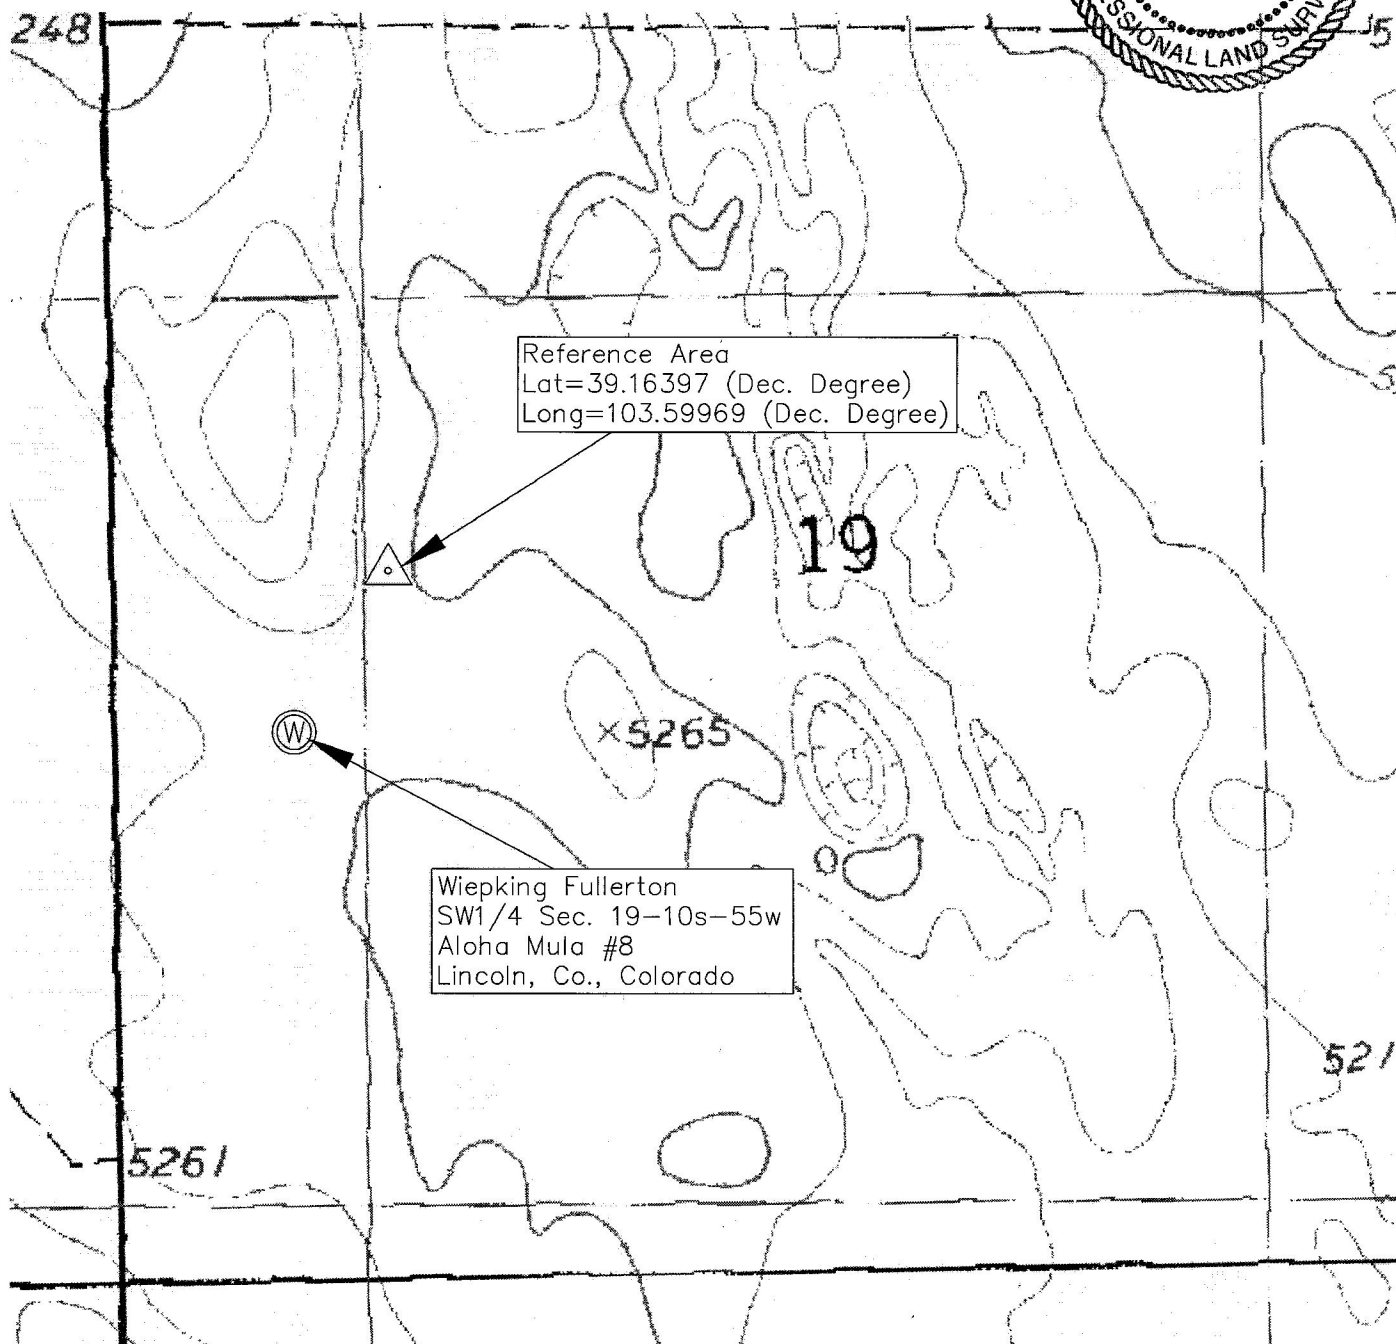 248
SSIONAL LAND SURV
Reference Area
Lat=39.16397 (Dec. Degree)
Long=103.59969 (Dec. Degree)
19
W
×5265
Wiepking Fullerton
SW1/4 Sec. 19-10s-55w
Aloha Mula #8
Lincoln, Co., Colorado
521
5261